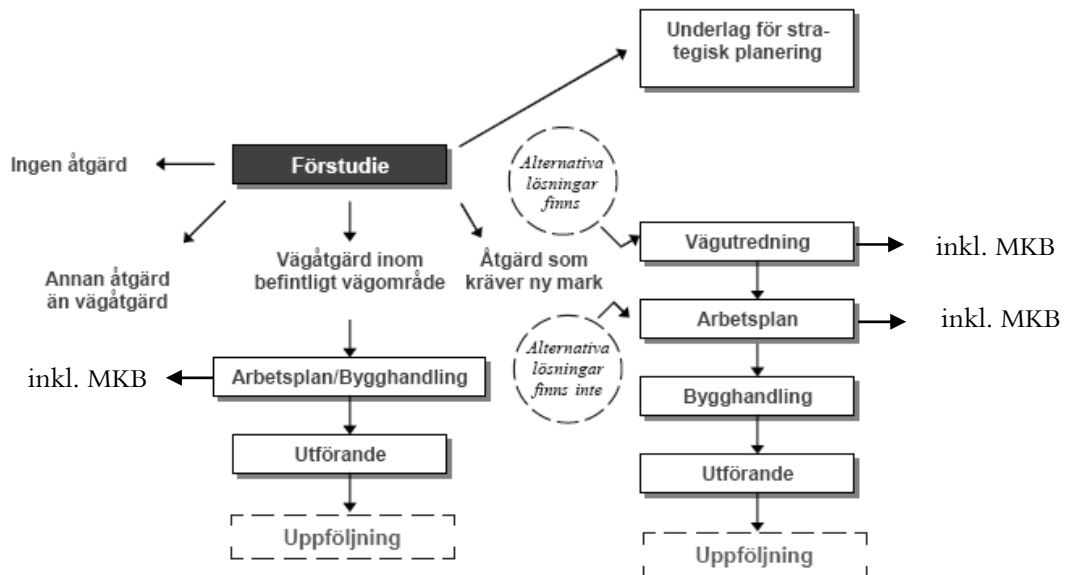 Underlag för stra-
tegisk planering
Ingen åtgärd
Förstudie
Alternativa
lösningar
finns
Annan åtgärd
än vägåtgärd
Vägåtgärd inom
befintligt vägområde
Åtgärd som
kräver ny mark
Vägutredning
inkl. MKB
Arbetsplan
inkl. MKB
Alternativa
lösningar
finns inte
inkl. MKB
Arbetsplan/Bygghandling
Bygghandling
Utförande
Utförande
Uppföljning
Uppföljning